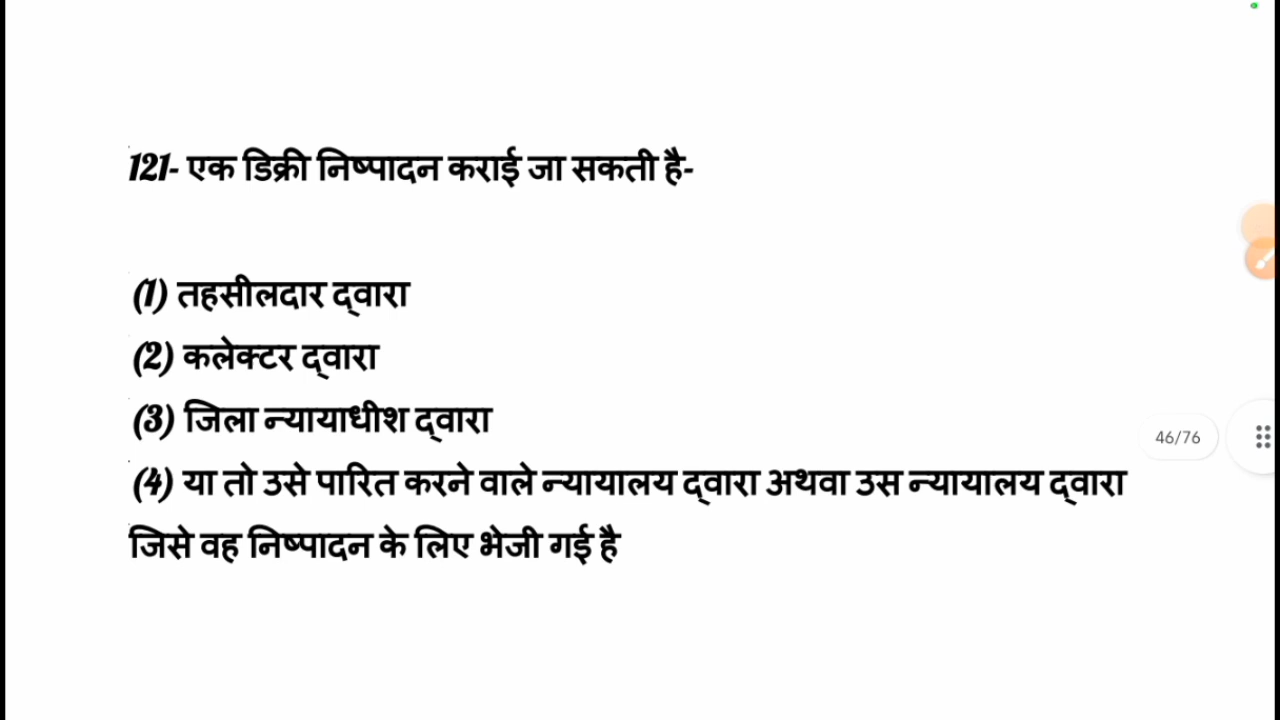 121- एक डिक्री निष्पादन कराई जा सकती है-
(1) तहसीलदार द्वारा
(2) कलेक्टर द्वारा
(3) जिला न्यायाधीश द्वारा
(4) या तो उसे पारित करने वाले न्यायालय द्वारा अथवा उस न्यायालय द्वारा
जिसे वह निष्पादन के लिए भेजी गई है
46/76